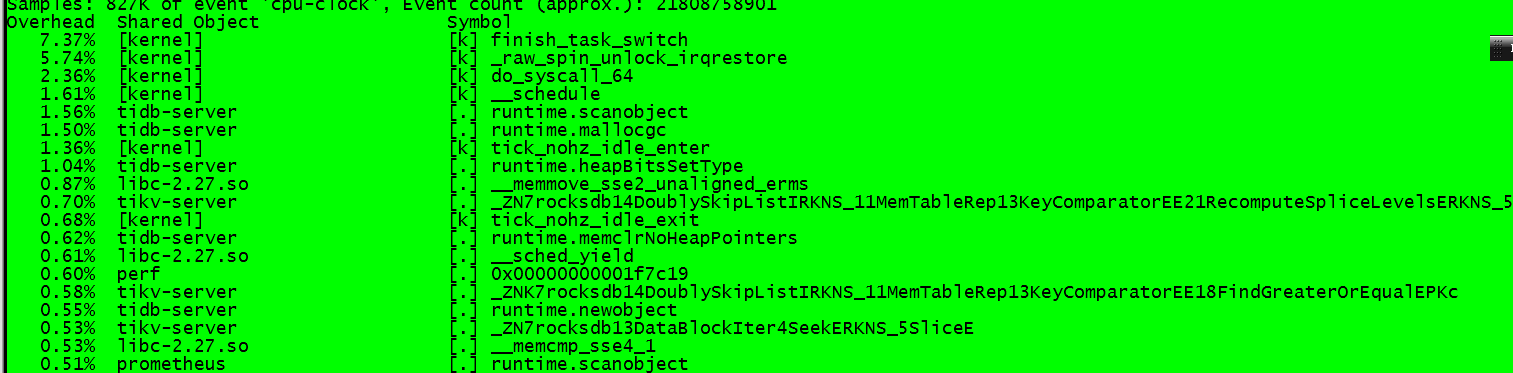 Samples: 827K of event 'cpu-clock', Event count (approx.): 21808758901
Overhead  Shared Object                Symbol
7.37%  [kernel]                     [k] finish_task_switch
5.74%  [kernel]                     [k] _raw_spin_unlock_irqrestore
2.36%  [kernel]                     [k] do_syscall_64
1.61%  [kernel]                     [k] __schedule
1.56%  tidb-server                  [.] runtime.scanobject
1.50%  tidb-server                  [.] runtime.mallocgc
1.36%  [kernel]                     [k] tick_nohz_idle_enter
1.04%  tidb-server                  [.] runtime.heapBitsSetType
0.87%  libc-2.27.so                 [.] __memmove_sse2_unaligned_erms
0.70%  tikv-server                  [.] _ZN7rocksdb14DoublySkipListIRKNS_11MemTableRep13KeyComparatorEE21RecomputeSpliceLevelsERKNS_5
0.68%  [kernel]                     [k] tick_nohz_idle_exit
0.62%  tidb-server                  [.] runtime.memclrNoHeapPointers
0.61%  libc-2.27.so                 [.] __sched_yield
0.60%  perf                         [.] 0x00000000001f7c19
0.58%  tikv-server                  [.] _ZNK7rocksdb14DoublySkipListIRKNS_11MemTableRep13KeyComparatorEE18FindGreaterOrEqualEPKc
0.55%  tidb-server                  [.] runtime.newobject
0.53%  tikv-server                  [.] _ZN7rocksdb13DataBlockIter4SeekERKNS_5SliceE
0.53%  libc-2.27.so                 [.] __memcmp_sse4_1
0.51%  prometheus                   [.] runtime.scanobject